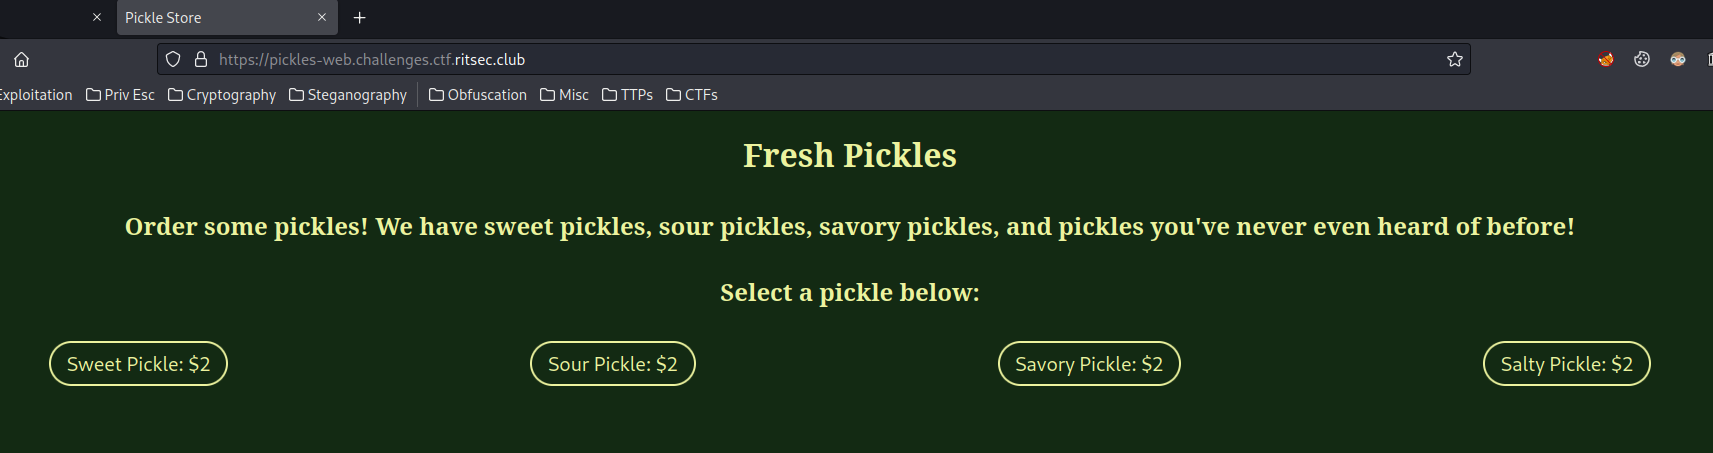 Pickle Store
https://pickles-web.challenges.ctf.ritsec.club
Exploitation Priv Esc Cryptography Steganography Obfuscation Misc TTPs CTFs
Fresh Pickles
Order some pickles! We have sweet pickles, sour pickles, savory pickles, and pickles you've never even heard of before!
Select a pickle below:
Sweet Pickle: $2 Sour Pickle: $2 Savory Pickle: $2 Salty Pickle: $2